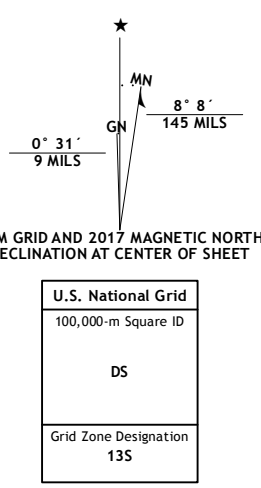 ★
MN
GN
8° 8´
145 MILS
0° 31´
9 MILS
M GRID AND 2017 MAGNETIC NORTH
ECLINATION AT CENTER OF SHEET
U.S. National Grid
100,000-m Square ID
DS
Grid Zone Designation
13S